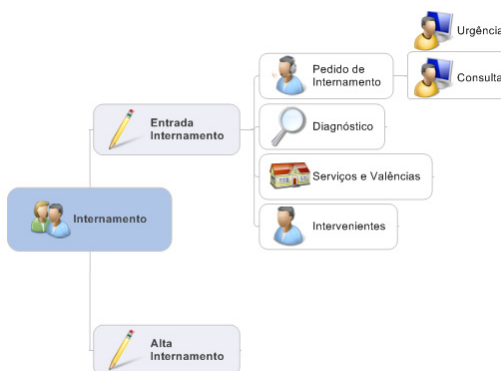 Urgência
Consulta
Pedido de
Internamento
Entrada
Internamento
Diagnóstico
Serviços e Valências
Internamento
Intervenientes
Alta
Internamento